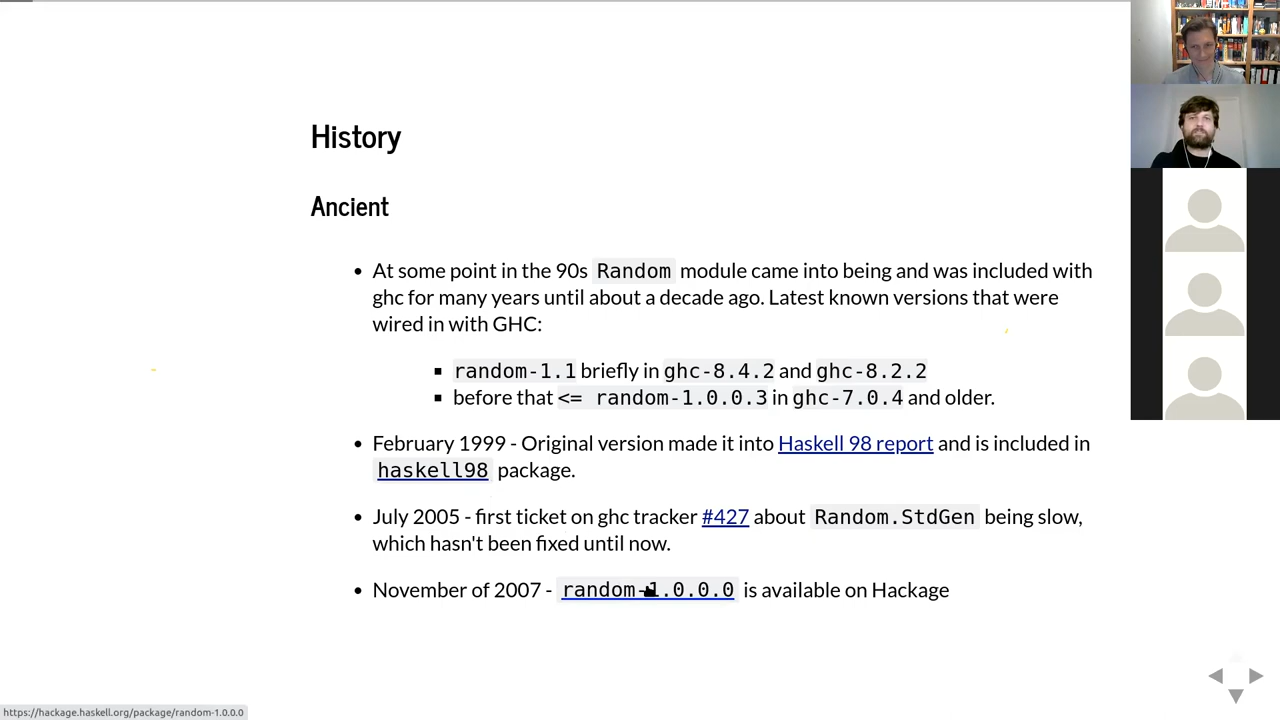 History
Ancient
At some point in the 90s Random module came into being and was included with
ghc for many years until about a decade ago. Latest known versions that were
wired in with GHC:
random-1.1 briefly in ghc-8.4.2 and ghc-8.2.2
before that <= random-1.0.0.3 in ghc-7.0.4 and older.
February 1999 - Original version made it into Haskell 98 report and is included in
haskell98 package.
July 2005 - first ticket on ghc tracker #427 about Random.StdGen being slow,
which hasn't been fixed until now.
November of 2007 - random-1.0.0.0 is available on Hackage
https://hackage.haskell.org/package/random-1.0.0.0